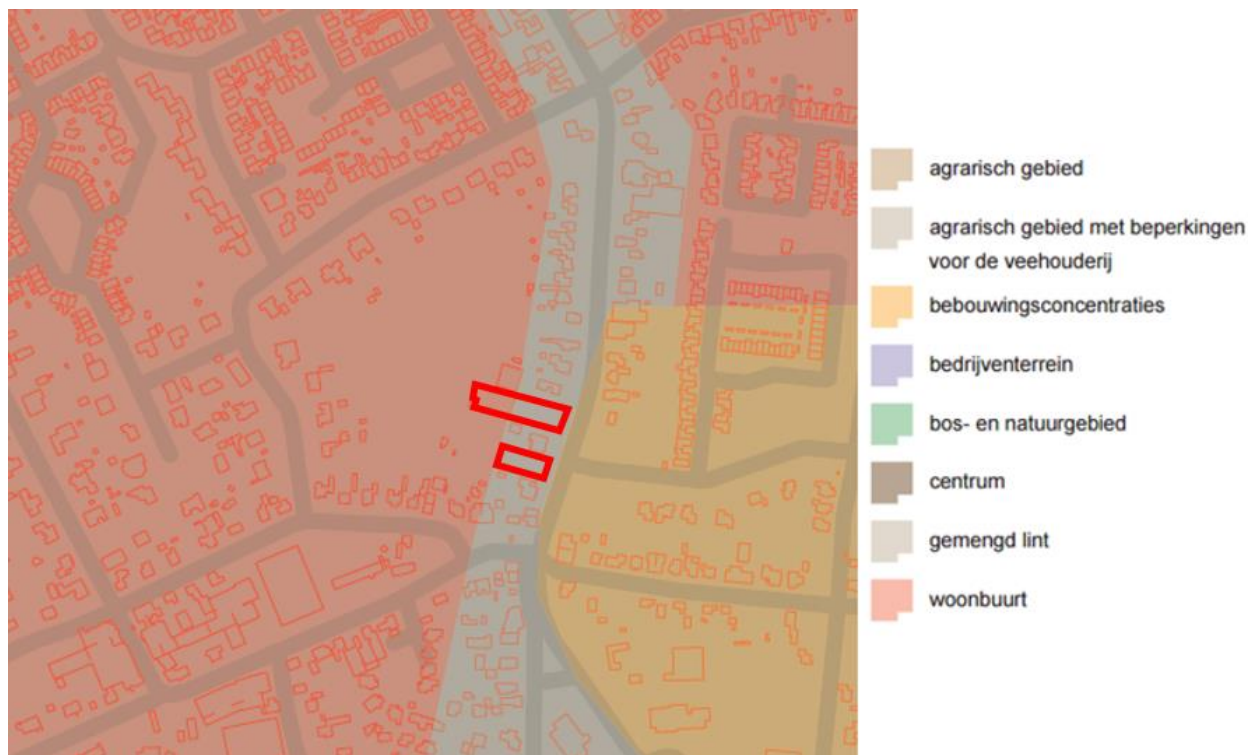 agrarisch gebied
agrarisch gebied met beperkingen
voor de veehouderij
bebouwingsconcentraties
bedrijventerrein
bos- en natuurgebied
centrum
gemengd lint
woonbuurt